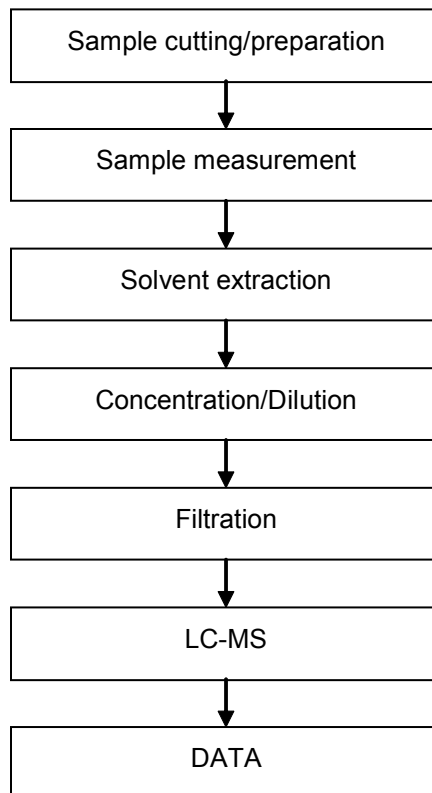 Sample cutting/preparation
Sample measurement
Solvent extraction
Concentration/Dilution
Filtration
LC-MS
DATA